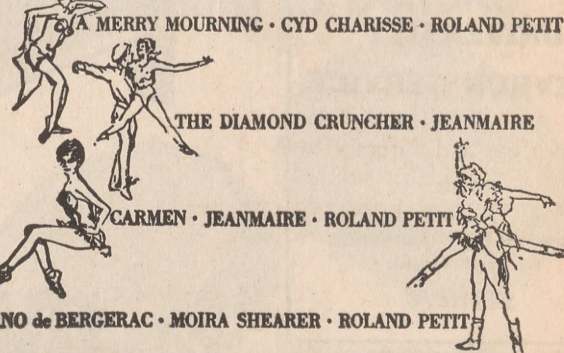 A MERRY MOURNING · CYD CHARISSE · ROLAND PETIT
THE DIAMOND CRUNCHER · JEANMAIRE
CARMEN · JEANMAIRE · ROLAND PETIT
de BERGERAC · MOIRA SHEARER · ROLAND PETIT